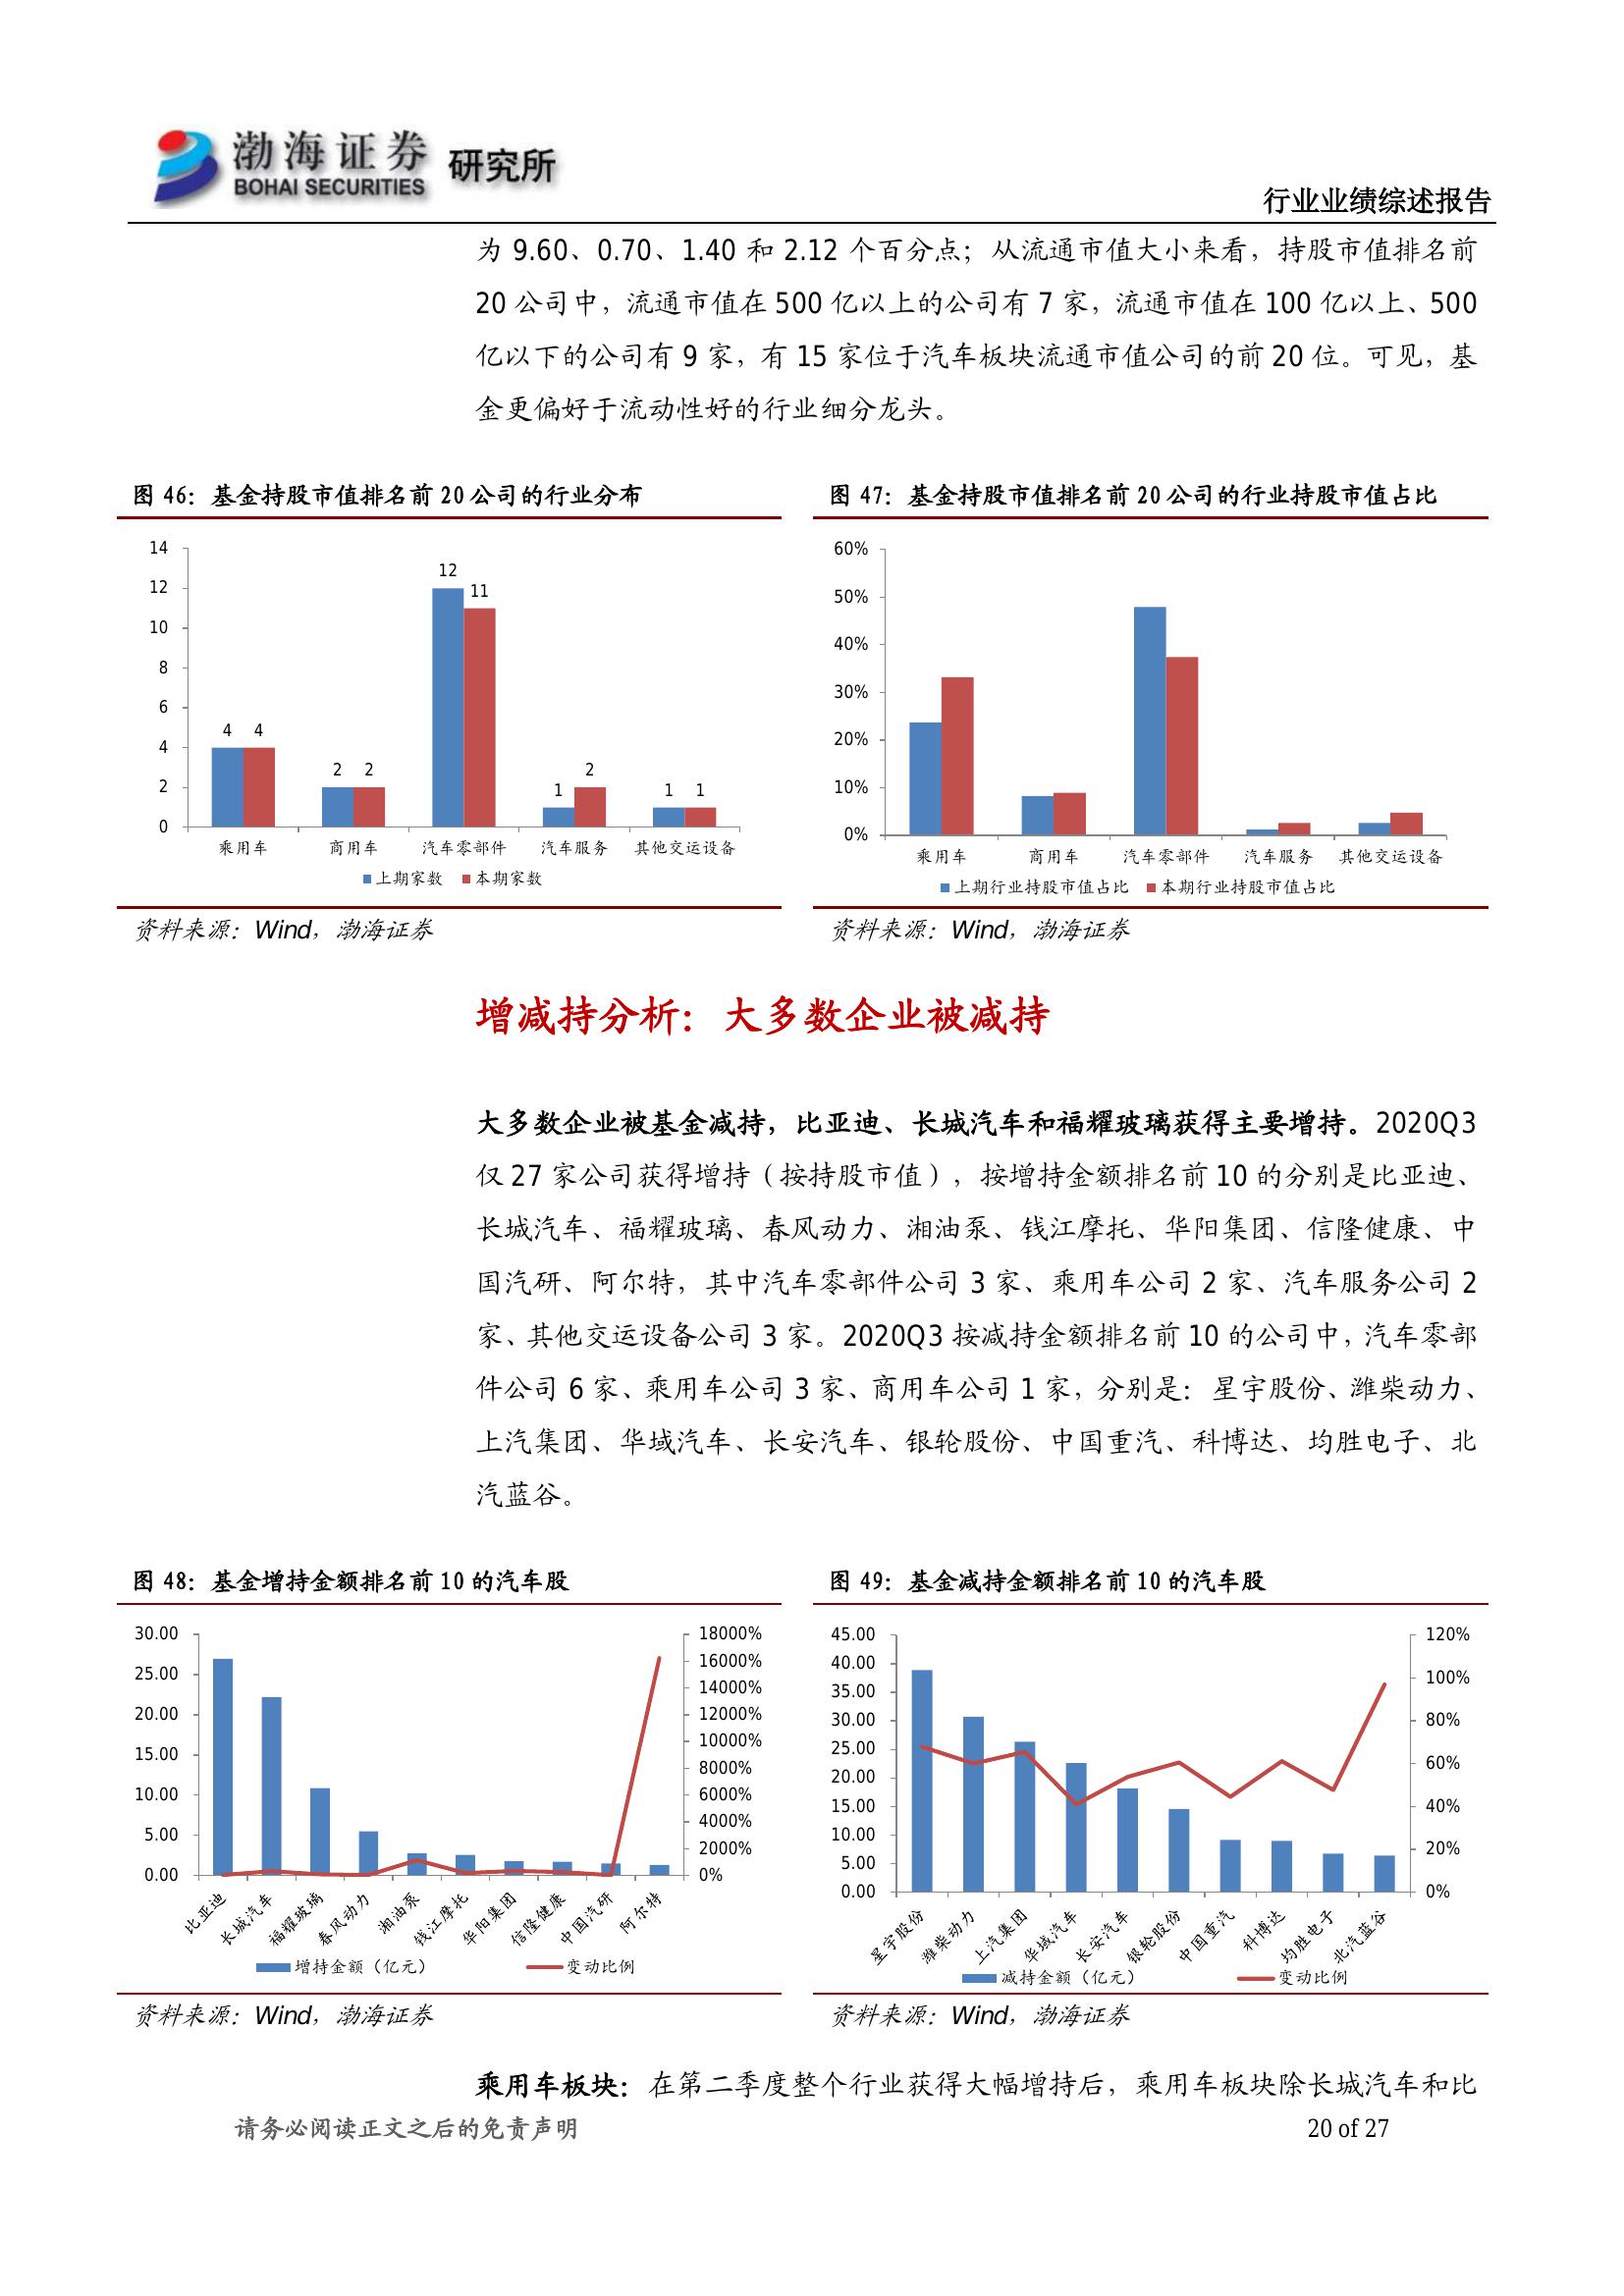 渤海证券 研究所
BOHAI SECURITIES
行业业绩综述报告
为 9.60、0.70、1.40 和 2.12 个百分点；从流通市值大小来看，持股市值排名前
20 公司中，流通市值在 500 亿以上的公司有 7 家，流通市值在 100 亿以上、500
亿以下的公司有 9 家，有 15 家位于汽车板块流通市值公司的前 20 位。可见，基
金更偏好于流动性好的行业细分龙头。
图 46：基金持股市值排名前 20 公司的行业分布
14
12
10
8
6
4
2
0
4 4
2 2
12
11
1
2
1 1
乘用车 商用车 汽车零部件 汽车服务 其他交运设备
上期家数 本期家数
资料来源：Wind，渤海证券
图 47：基金持股市值排名前 20 公司的行业持股市值占比
60%
50%
40%
30%
20%
10%
0%
乘用车 商用车 汽车零部件 汽车服务 其他交运设备
上期行业持股市值占比 本期行业持股市值占比
资料来源：Wind，渤海证券
增减持分析：大多数企业被减持
大多数企业被基金减持，比亚迪、长城汽车和福耀玻璃获得主要增持。2020Q3
仅 27 家公司获得增持（按持股市值），按增持金额排名前 10 的分别是比亚迪、
长城汽车、福耀玻璃、春风动力、湘油泵、钱江摩托、华阳集团、信隆健康、中
国汽研、阿尔特，其中汽车零部件公司 3 家、乘用车公司 2 家、汽车服务公司 2
家、其他交运设备公司 3 家。2020Q3 按减持金额排名前 10 的公司中，汽车零部
件公司 6 家、乘用车公司 3 家、商用车公司 1 家，分别是：星宇股份、潍柴动力、
上汽集团、华域汽车、长安汽车、银轮股份、中国重汽、科博达、均胜电子、北
汽蓝谷。
图 48：基金增持金额排名前 10 的汽车股
30.00
25.00
20.00
15.00
10.00
5.00
0.00
18000%
16000%
14000%
12000%
10000%
8000%
6000%
4000%
2000%
0%
比亚迪 长城汽车 福耀玻璃 春风动力 湘油泵 钱江摩托 华阳集团 信隆健康 中国汽研 阿尔特
增持金额（亿元） 变动比例
资料来源：Wind，渤海证券
图 49：基金减持金额排名前 10 的汽车股
45.00
40.00
35.00
30.00
25.00
20.00
15.00
10.00
5.00
0.00
120%
100%
80%
60%
40%
20%
0%
星宇股份 潍柴动力 上汽集团 华域汽车 长安汽车 银轮股份 中国重汽 科博达 均胜电子 北汽蓝谷
减持金额（亿元） 变动比例
资料来源：Wind，渤海证券
乘用车板块：在第二季度整个行业获得大幅增持后，乘用车板块除长城汽车和比
请务必阅读正文之后的免责声明
20 of 27